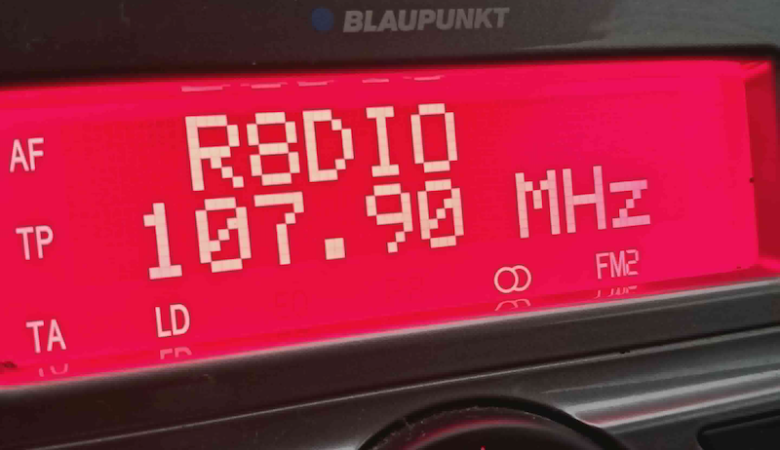 BLAUPUNKT
AF R8DIO
TP 107.90 MHz
TA LD FM2